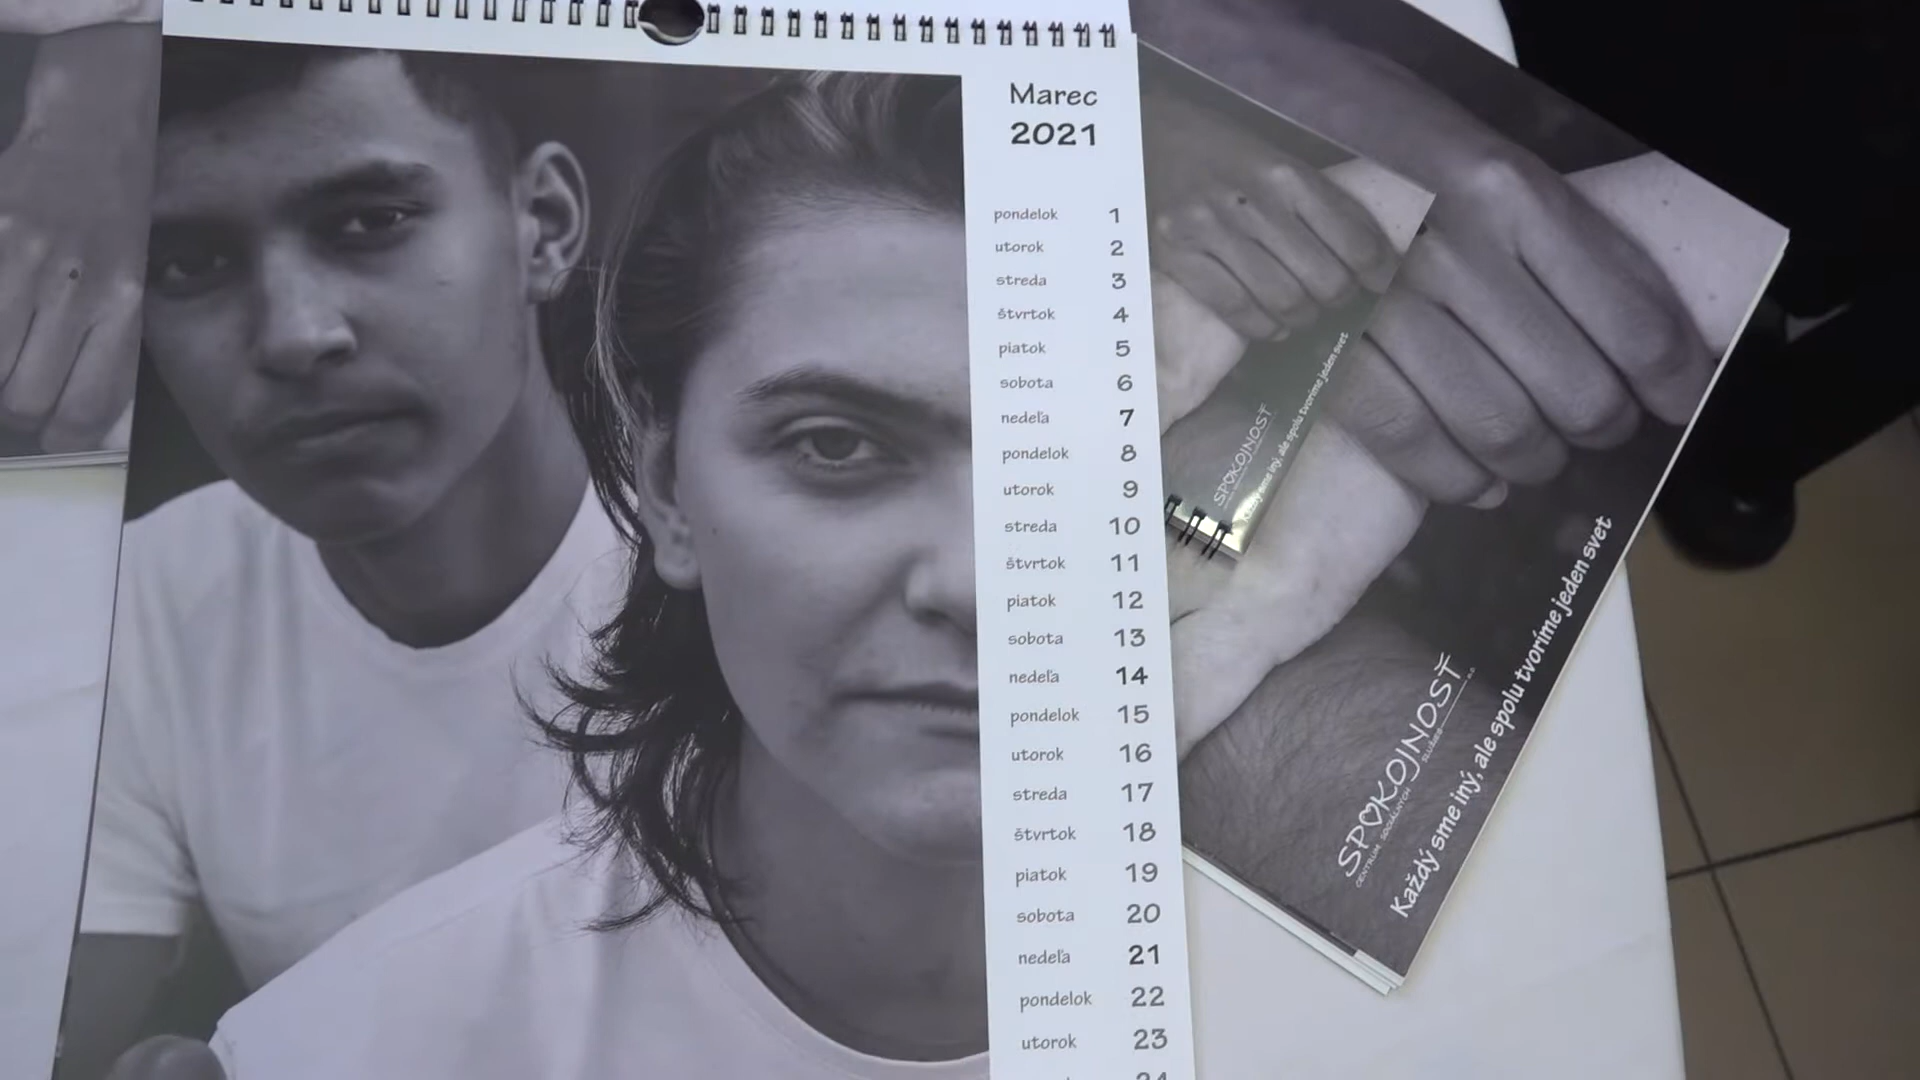 Marec
2021
pondelok 1
utorok 2
streda 3
štvrtok 4
piatok 5
sobota 6
nedeľa 7
pondelok 8
utorok 9
streda 10
štvrtok 11
piatok 12
sobota 13
nedeľa 14
pondelok 15
utorok 16
streda 17
štvrtok 18
piatok 19
sobota 20
nedeľa 21
pondelok 22
utorok 23
SPOKOJNOSŤ
Každý sme iný, ale spolu tvoríme jeden svet
SPOKOJNOSŤ
CENTRUM SOCIÁLNYCH SLUŽIEB n.o.
Každý sme iný, ale spolu tvoríme jeden svet